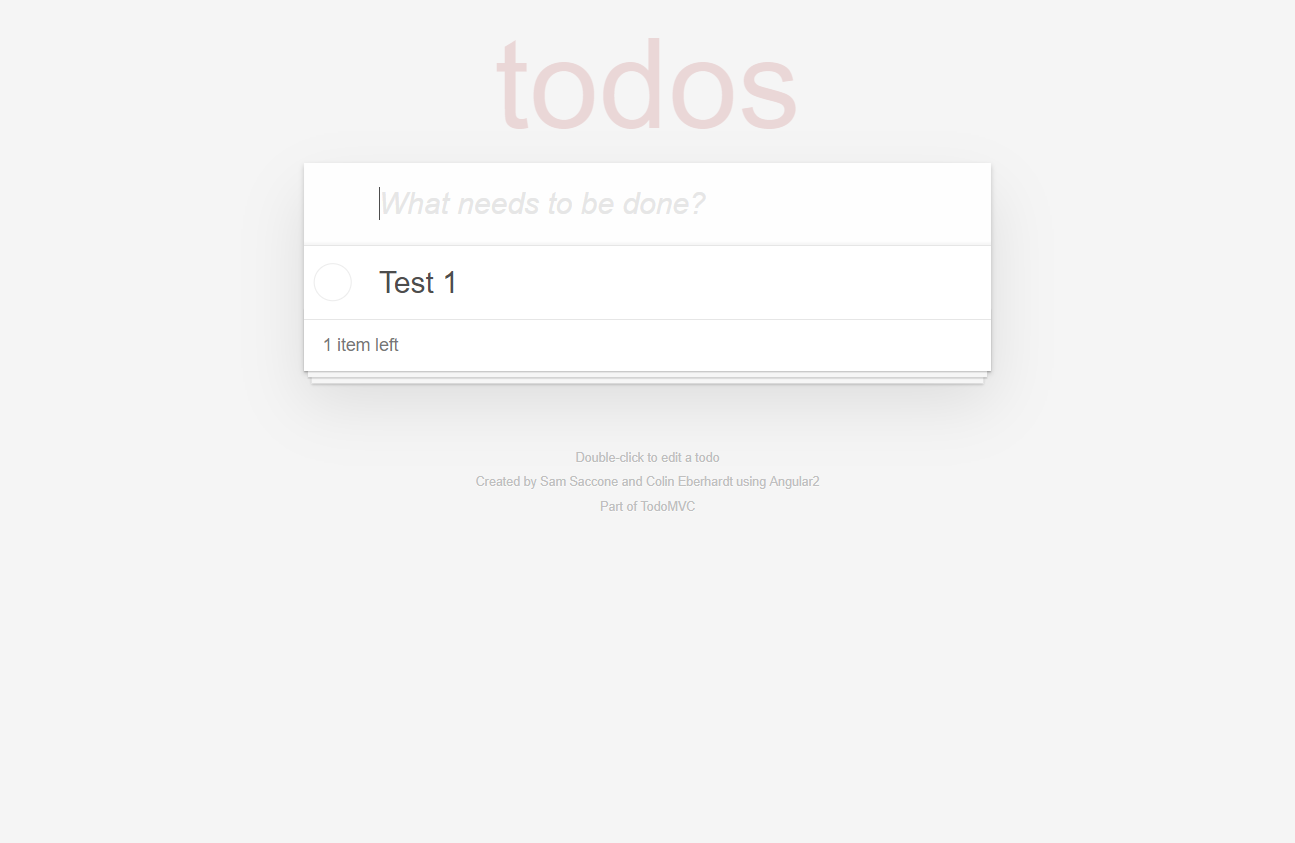 todos
What needs to be done?
Test 1
1 item left
Double-click to edit a todo
Created by Sam Saccone and Colin Eberhardt using Angular2
Part of TodoMVC